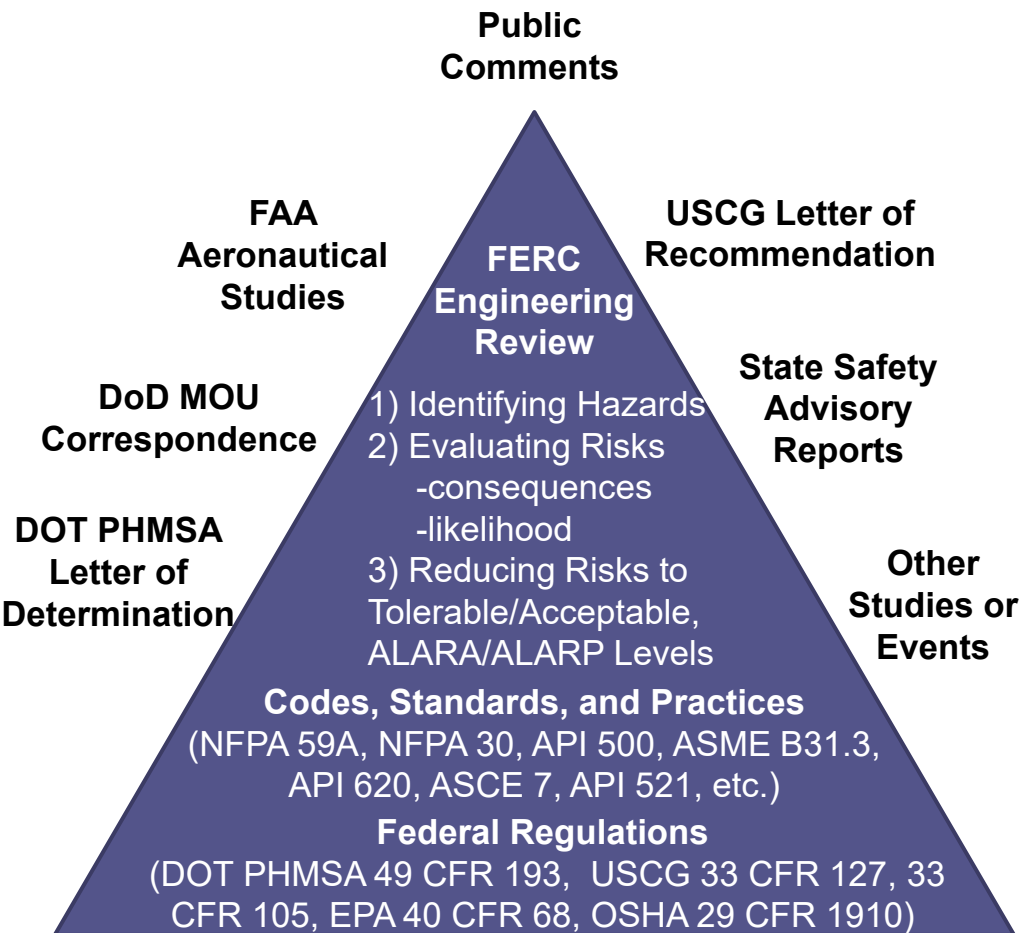 Public
Comments
FAA
Aeronautical
Studies
USCG Letter of
Recommendation
FERC
Engineering
Review
DoD MOU
Correspondence
State Safety
Advisory
Reports
1) Identifying Hazards
2) Evaluating Risks
-consequences
-likelihood
3) Reducing Risks to
Tolerable/Acceptable,
ALARA/ALARP Levels
DOT PHMSA
Letter of
Determination
Other
Studies or
Events
Codes, Standards, and Practices
(NFPA 59A, NFPA 30, API 500, ASME B31.3,
API 620, ASCE 7, API 521, etc.)
Federal Regulations
(DOT PHMSA 49 CFR 193,  USCG 33 CFR 127, 33
CFR 105, EPA 40 CFR 68, OSHA 29 CFR 1910)